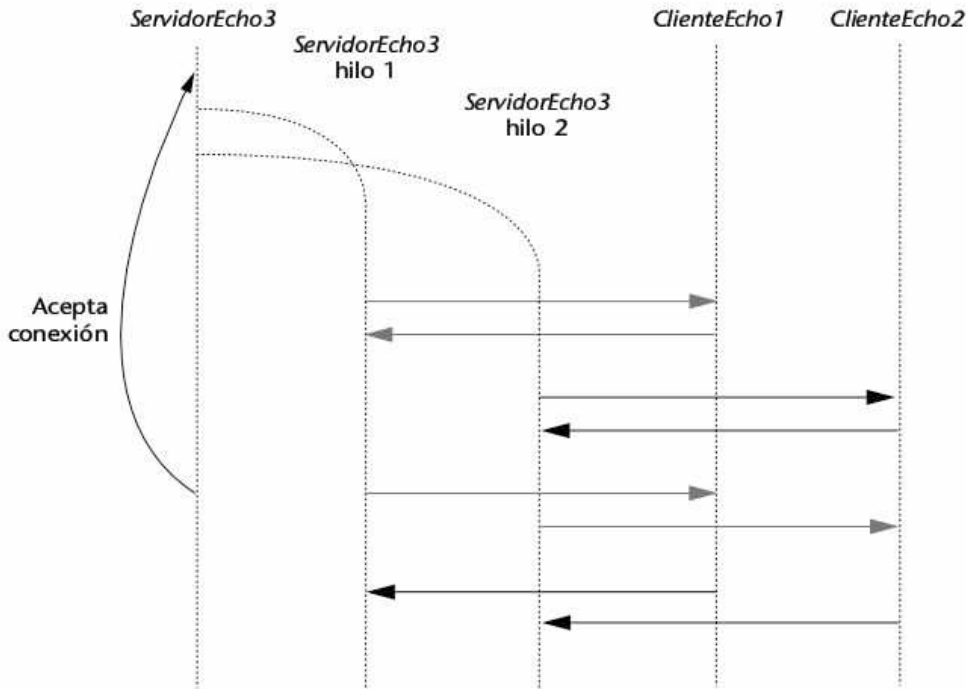 ServidorEcho3
ClienteEcho1
ClienteEcho2
ServidorEcho3
hilo 1
ServidorEcho3
hilo 2
Acepta
conexión